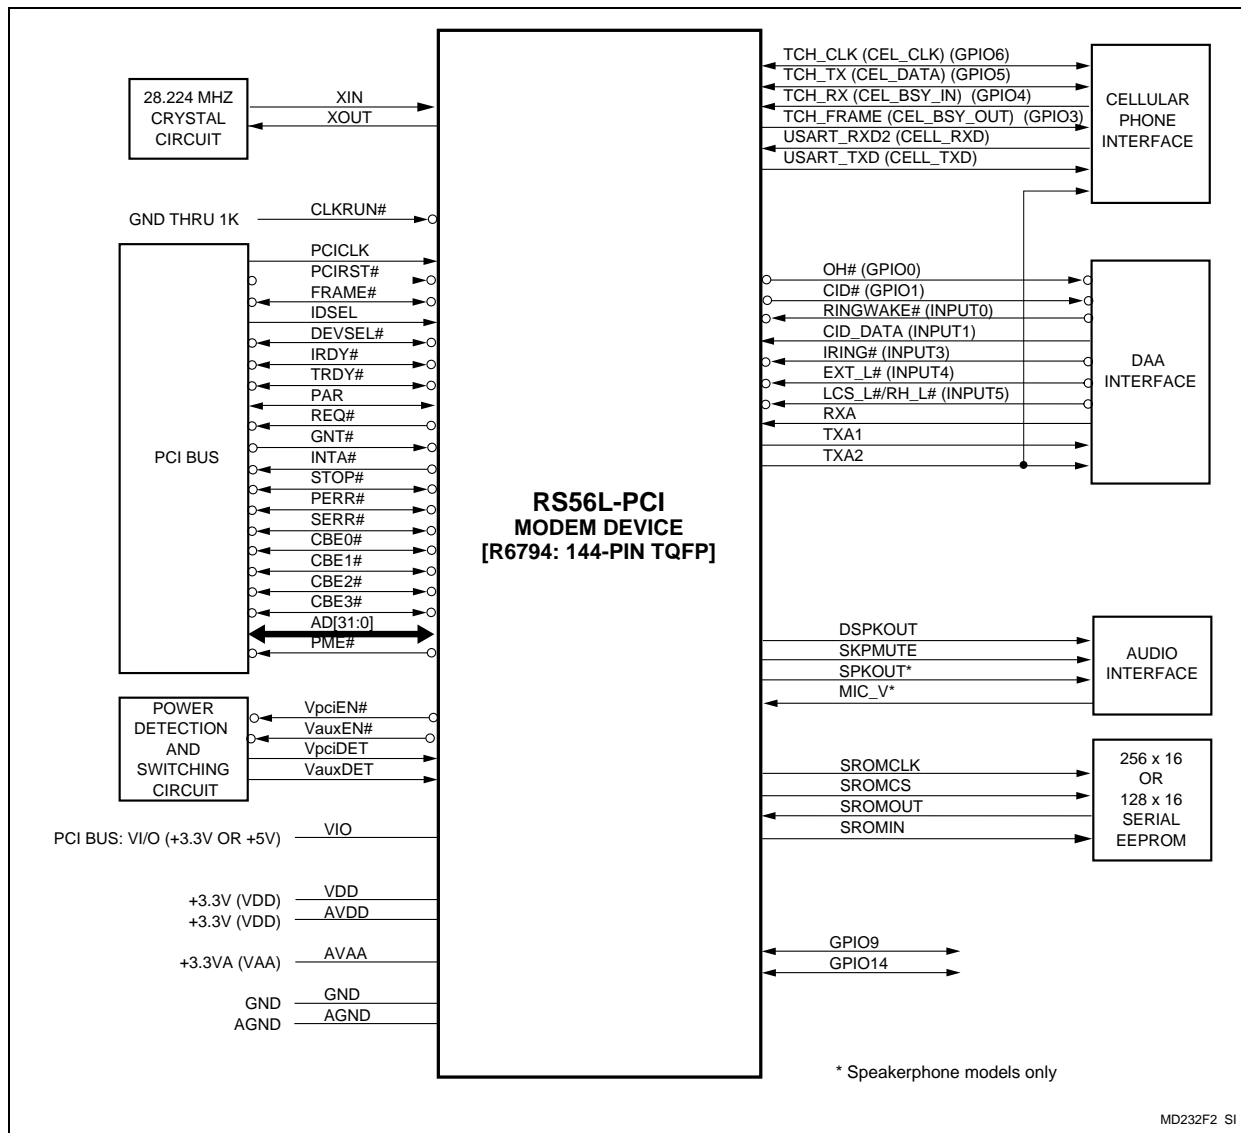 28.224 MHZ
CRYSTAL
CIRCUIT
XIN
XOUT
GND THRU 1K
CLKRUN#
PCI BUS
PCICLK
PCIRST#
FRAME#
IDSEL
DEVSEL#
IRDY#
TRDY#
PAR
REQ#
GNT#
INTA#
STOP#
PERR#
SERR#
CBE0#
CBE1#
CBE2#
CBE3#
AD[31:0]
PME#
POWER
DETECTION
AND
SWITCHING
CIRCUIT
VpciEN#
VauxEN#
VpciDET
VauxDET
PCI BUS: VI/O (+3.3V OR +5V)
VIO
+3.3V (VDD)
VDD
+3.3V (VDD)
AVDD
+3.3VA (VAA)
AVAA
GND
GND
AGND
AGND
RS56L-PCI
MODEM DEVICE
[R6794: 144-PIN TQFP]
TCH_CLK (CEL_CLK) (GPIO6)
TCH_TX (CEL_DATA) (GPIO5)
TCH_RX (CEL_BSY_IN) (GPIO4)
TCH_FRAME (CEL_BSY_OUT) (GPIO3)
USART_RXD2 (CELL_RXD)
USART_TXD (CELL_TXD)
CELLULAR
PHONE
INTERFACE
OH# (GPIO0)
CID# (GPIO1)
RINGWAKE# (INPUT0)
CID_DATA (INPUT1)
IRING# (INPUT3)
EXT_L# (INPUT4)
LCS_L#/RH_L# (INPUT5)
RXA
TXA1
TXA2
DAA
INTERFACE
DSPKOUT
SKPMUTE
SPKOUT*
MIC_V*
AUDIO
INTERFACE
SROMCLK
SROMCS
SROMOUT
SROMIN
256 x 16
OR
128 x 16
SERIAL
EEPROM
GPIO9
GPIO14
* Speakerphone models only
MD232F2 SI